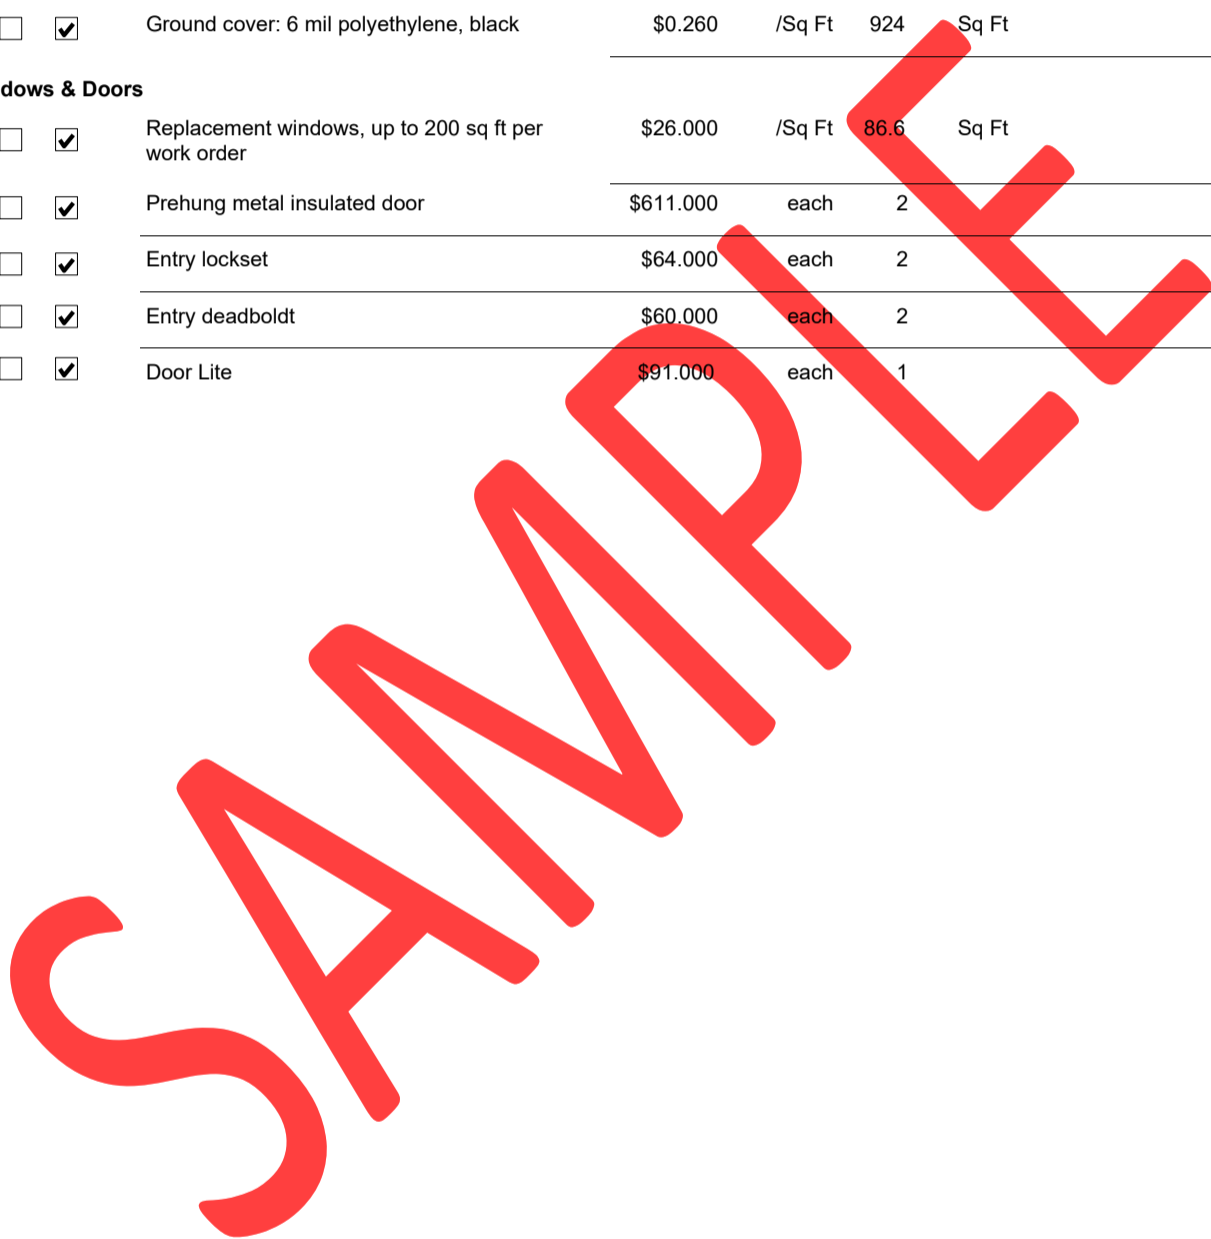 Ground cover: 6 mil polyethylene, black $0.260 /Sq Ft 924 Sq Ft
dows & Doors
Replacement windows, up to 200 sq ft per $26.000 /Sq Ft 86.6 Sq Ft
work order
Prehung metal insulated door $611.000 each 2
Entry lockset $64.000 each 2
Entry deadboldt $60.000 each 2
Door Lite $91.000 each 1
SAMPLE